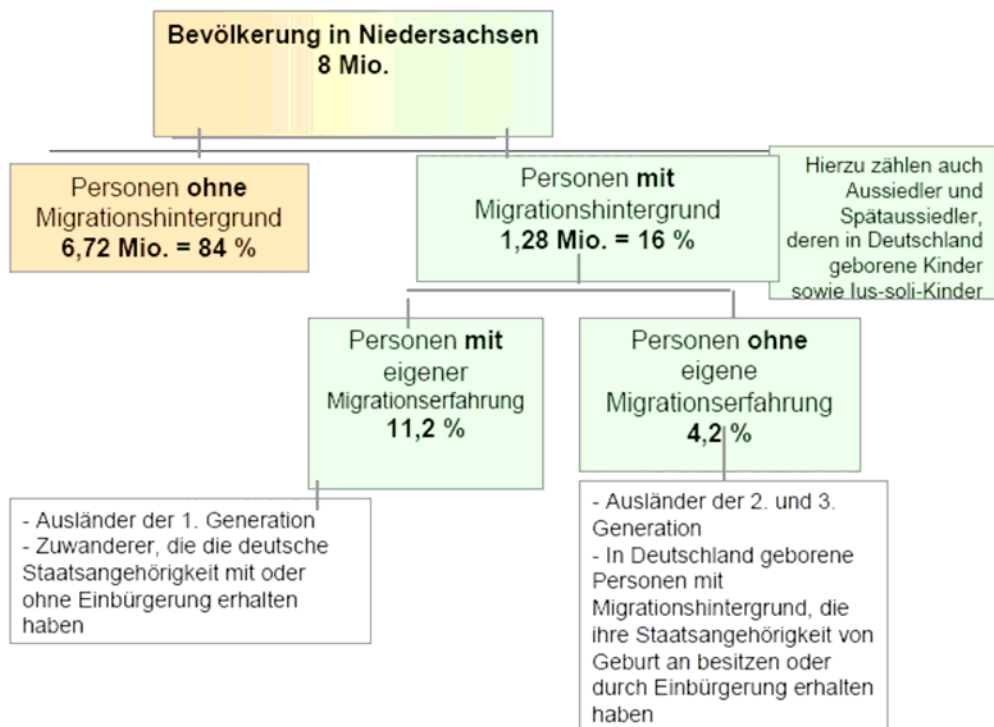 Bevölkerung in Niedersachsen
8 Mio.
Personen ohne
Migrationshintergrund
6,72 Mio. = 84 %
Personen mit
Migrationshintergrund
1,28 Mio. = 16 %
Hierzu zählen auch
Aussiedler und
Spätaussiedler,
deren in Deutschland
geborene Kinder
sowie Ius-soli-Kinder
Personen mit
eigener
Migrationserfahrung
11,2 %
Personen ohne
eigene
Migrationserfahrung
4,2 %
- Ausländer der 1. Generation
- Zuwanderer, die die deutsche
Staatsangehörigkeit mit oder
ohne Einbürgerung erhalten
haben
- Ausländer der 2. und 3.
Generation
- In Deutschland geborene
Personen mit
Migrationshintergrund, die
ihre Staatsangehörigkeit von
Geburt an besitzen oder
durch Einbürgerung erhalten
haben